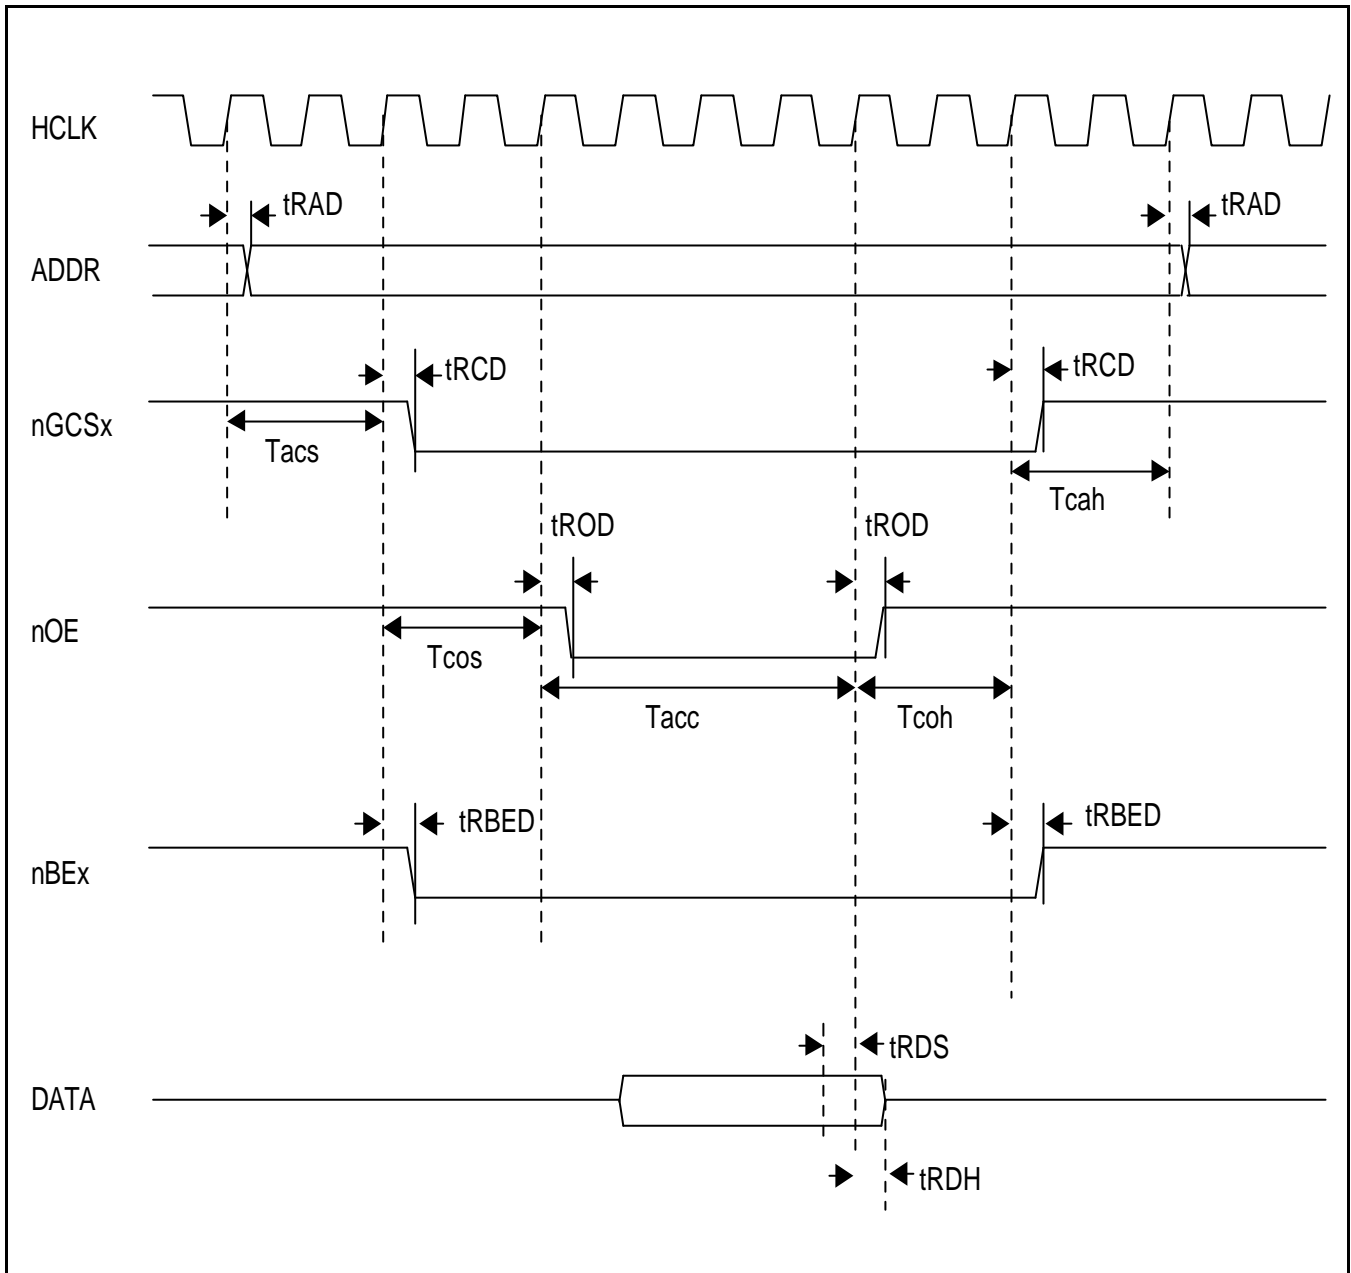 HCLK
tRAD tRAD
ADDR
tRCD tRCD
nGCSx
Tacs
Tcah
tROD tROD
nOE
Tcos
Tacc Tcoh
tRBED tRBED
nBEx
tRDS
DATA
tRDH